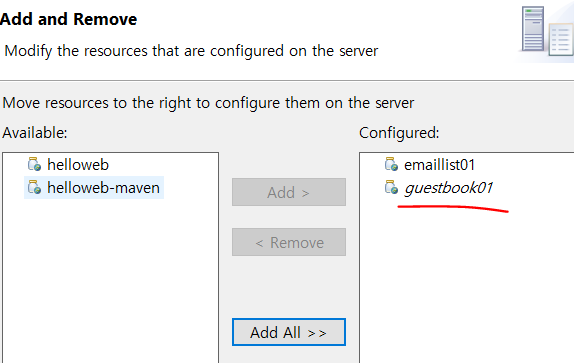 Add and Remove
Modify the resources that are configured on the server
Move resources to the right to configure them on the server
Available:
helloweb
helloweb-maven
Add >
< Remove
Add All >>
Configured:
emaillist01
guestbook01